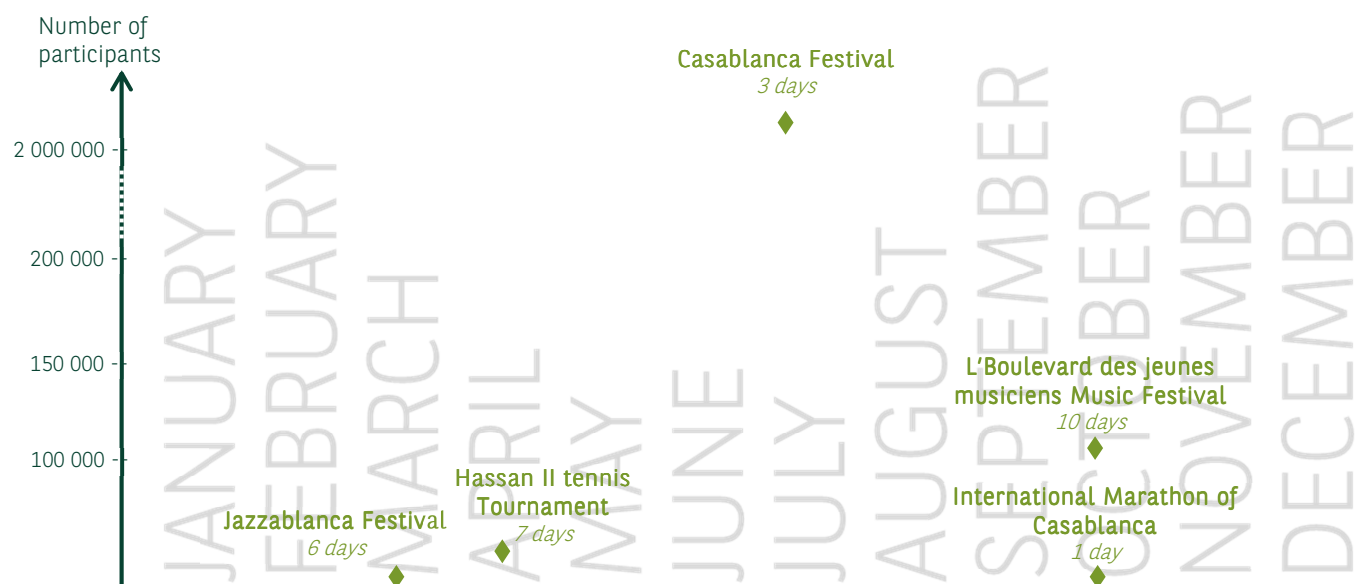 Number of
participants
Casablanca Festival
3 days
2 000 000
200 000
150 000
100 000
L'Boulevard des jeunes
musiciens Music Festival
10 days
Hassan II tennis
Tournament
7 days
International Marathon of
Casablanca
1 day
Jazzablanca Festival
6 days
JANUARY
FEBRUARY
MARCH
APRIL
MAY
JUNE
JULY
AUGUST
SEPTEMBER
OCTOBER
NOVEMBER
DECEMBER